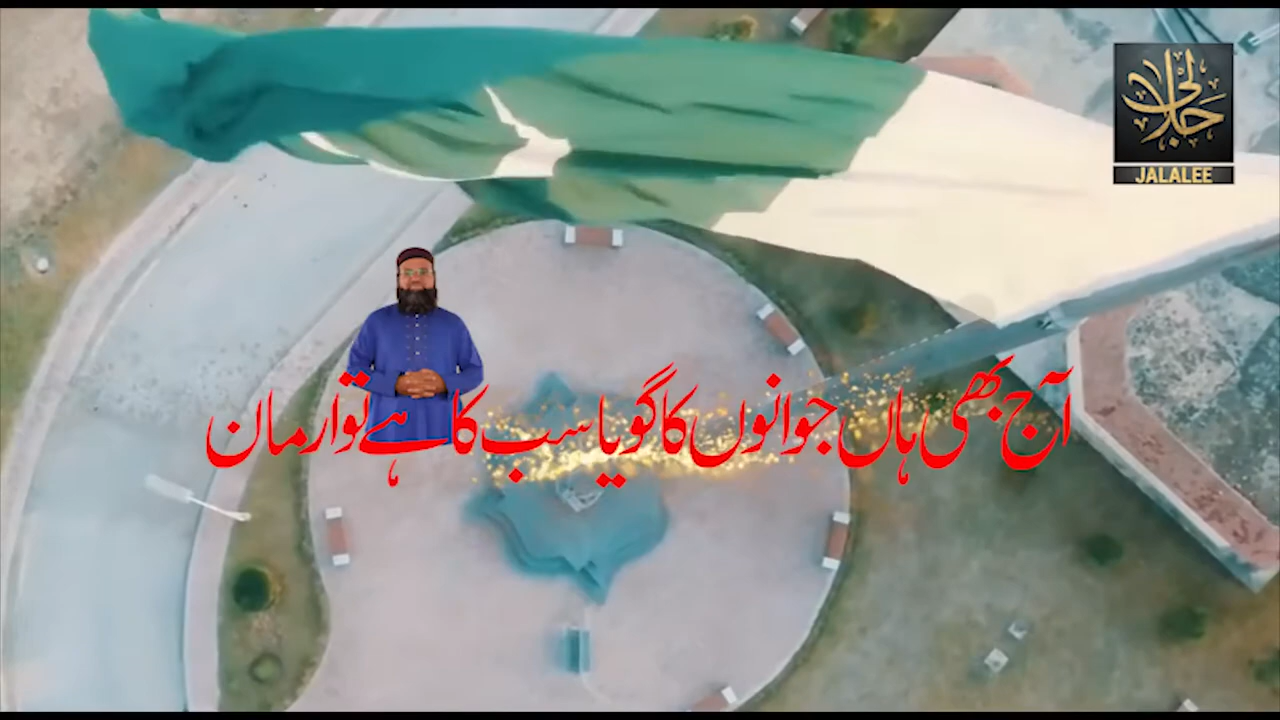 جلالی
JALALEE
آج بھی ہاں جوانوں کا گویا سب کا ہے تو ارمان